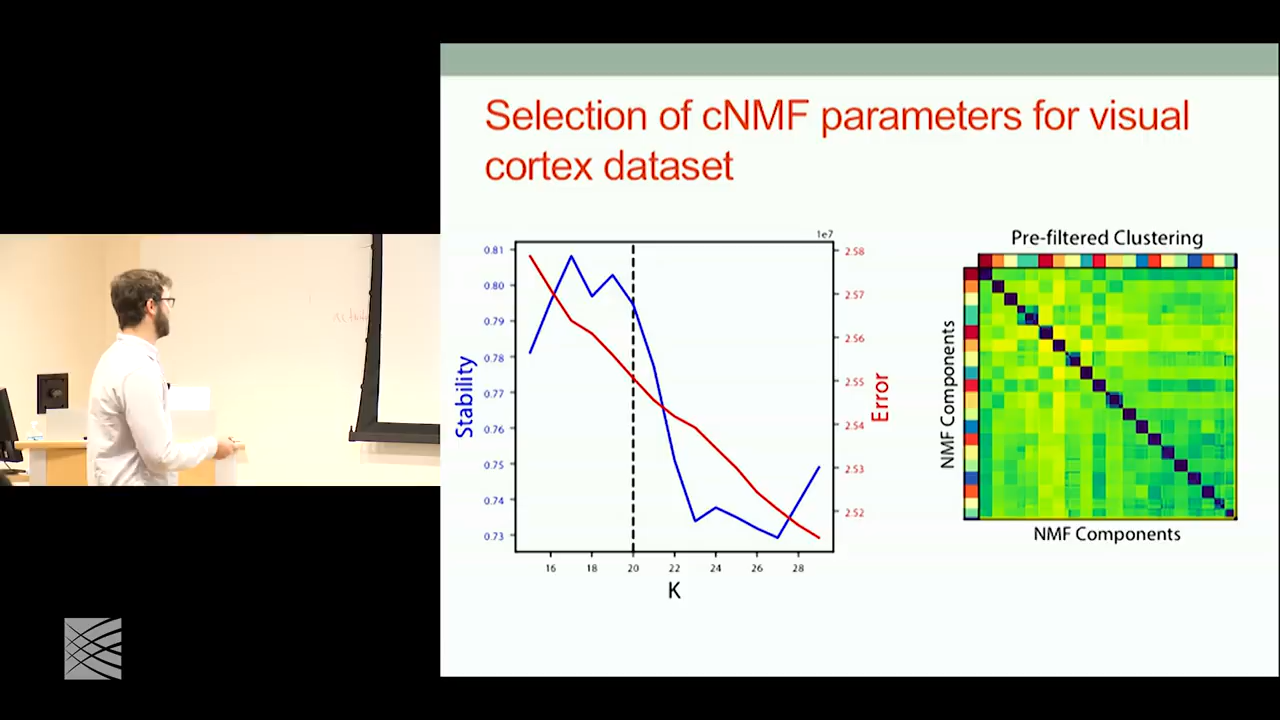 Selection of cNMF parameters for visual
cortex dataset
1e7
0.81
0.80
0.79
0.78
0.77
0.76
0.75
0.74
0.73
Stability
16
18
20
22
24
26
28
K
2.58
2.57
2.56
2.55
2.54
2.53
2.52
Error
Pre-filtered Clustering
NMF Components
NMF Components